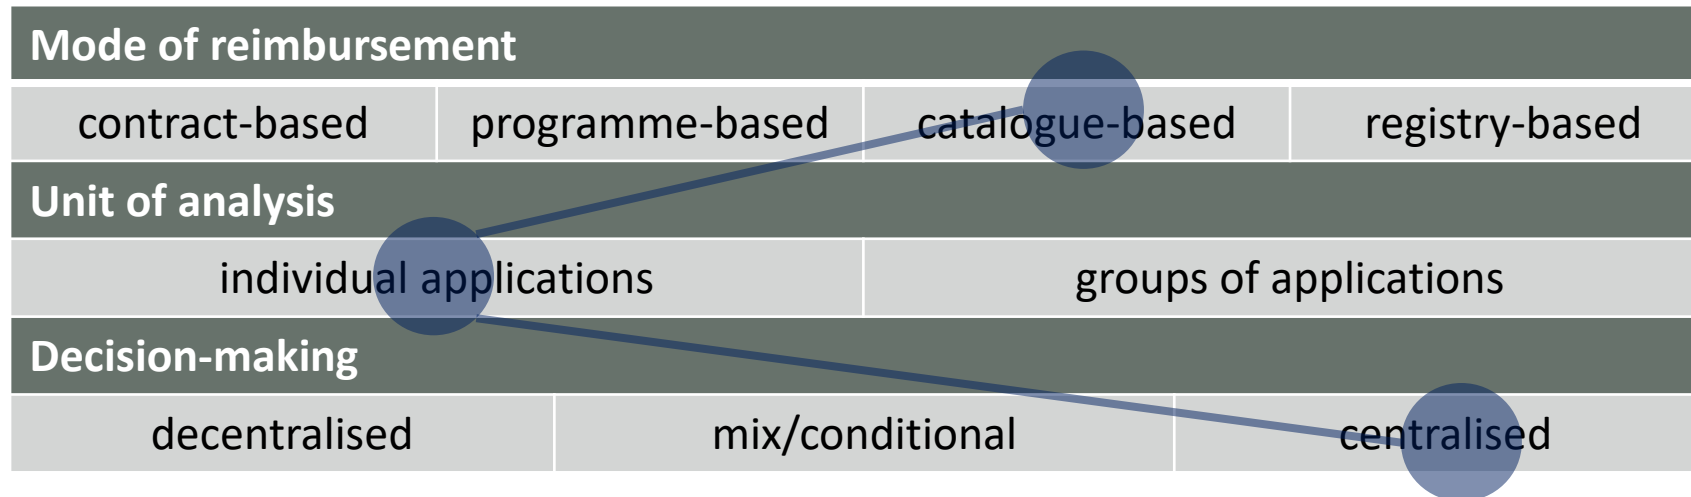 Mode of reimbursement
contract-based programme-based catalogue-based registry-based
Unit of analysis
individual applications groups of applications
Decision-making
decentralised mix/conditional centralised